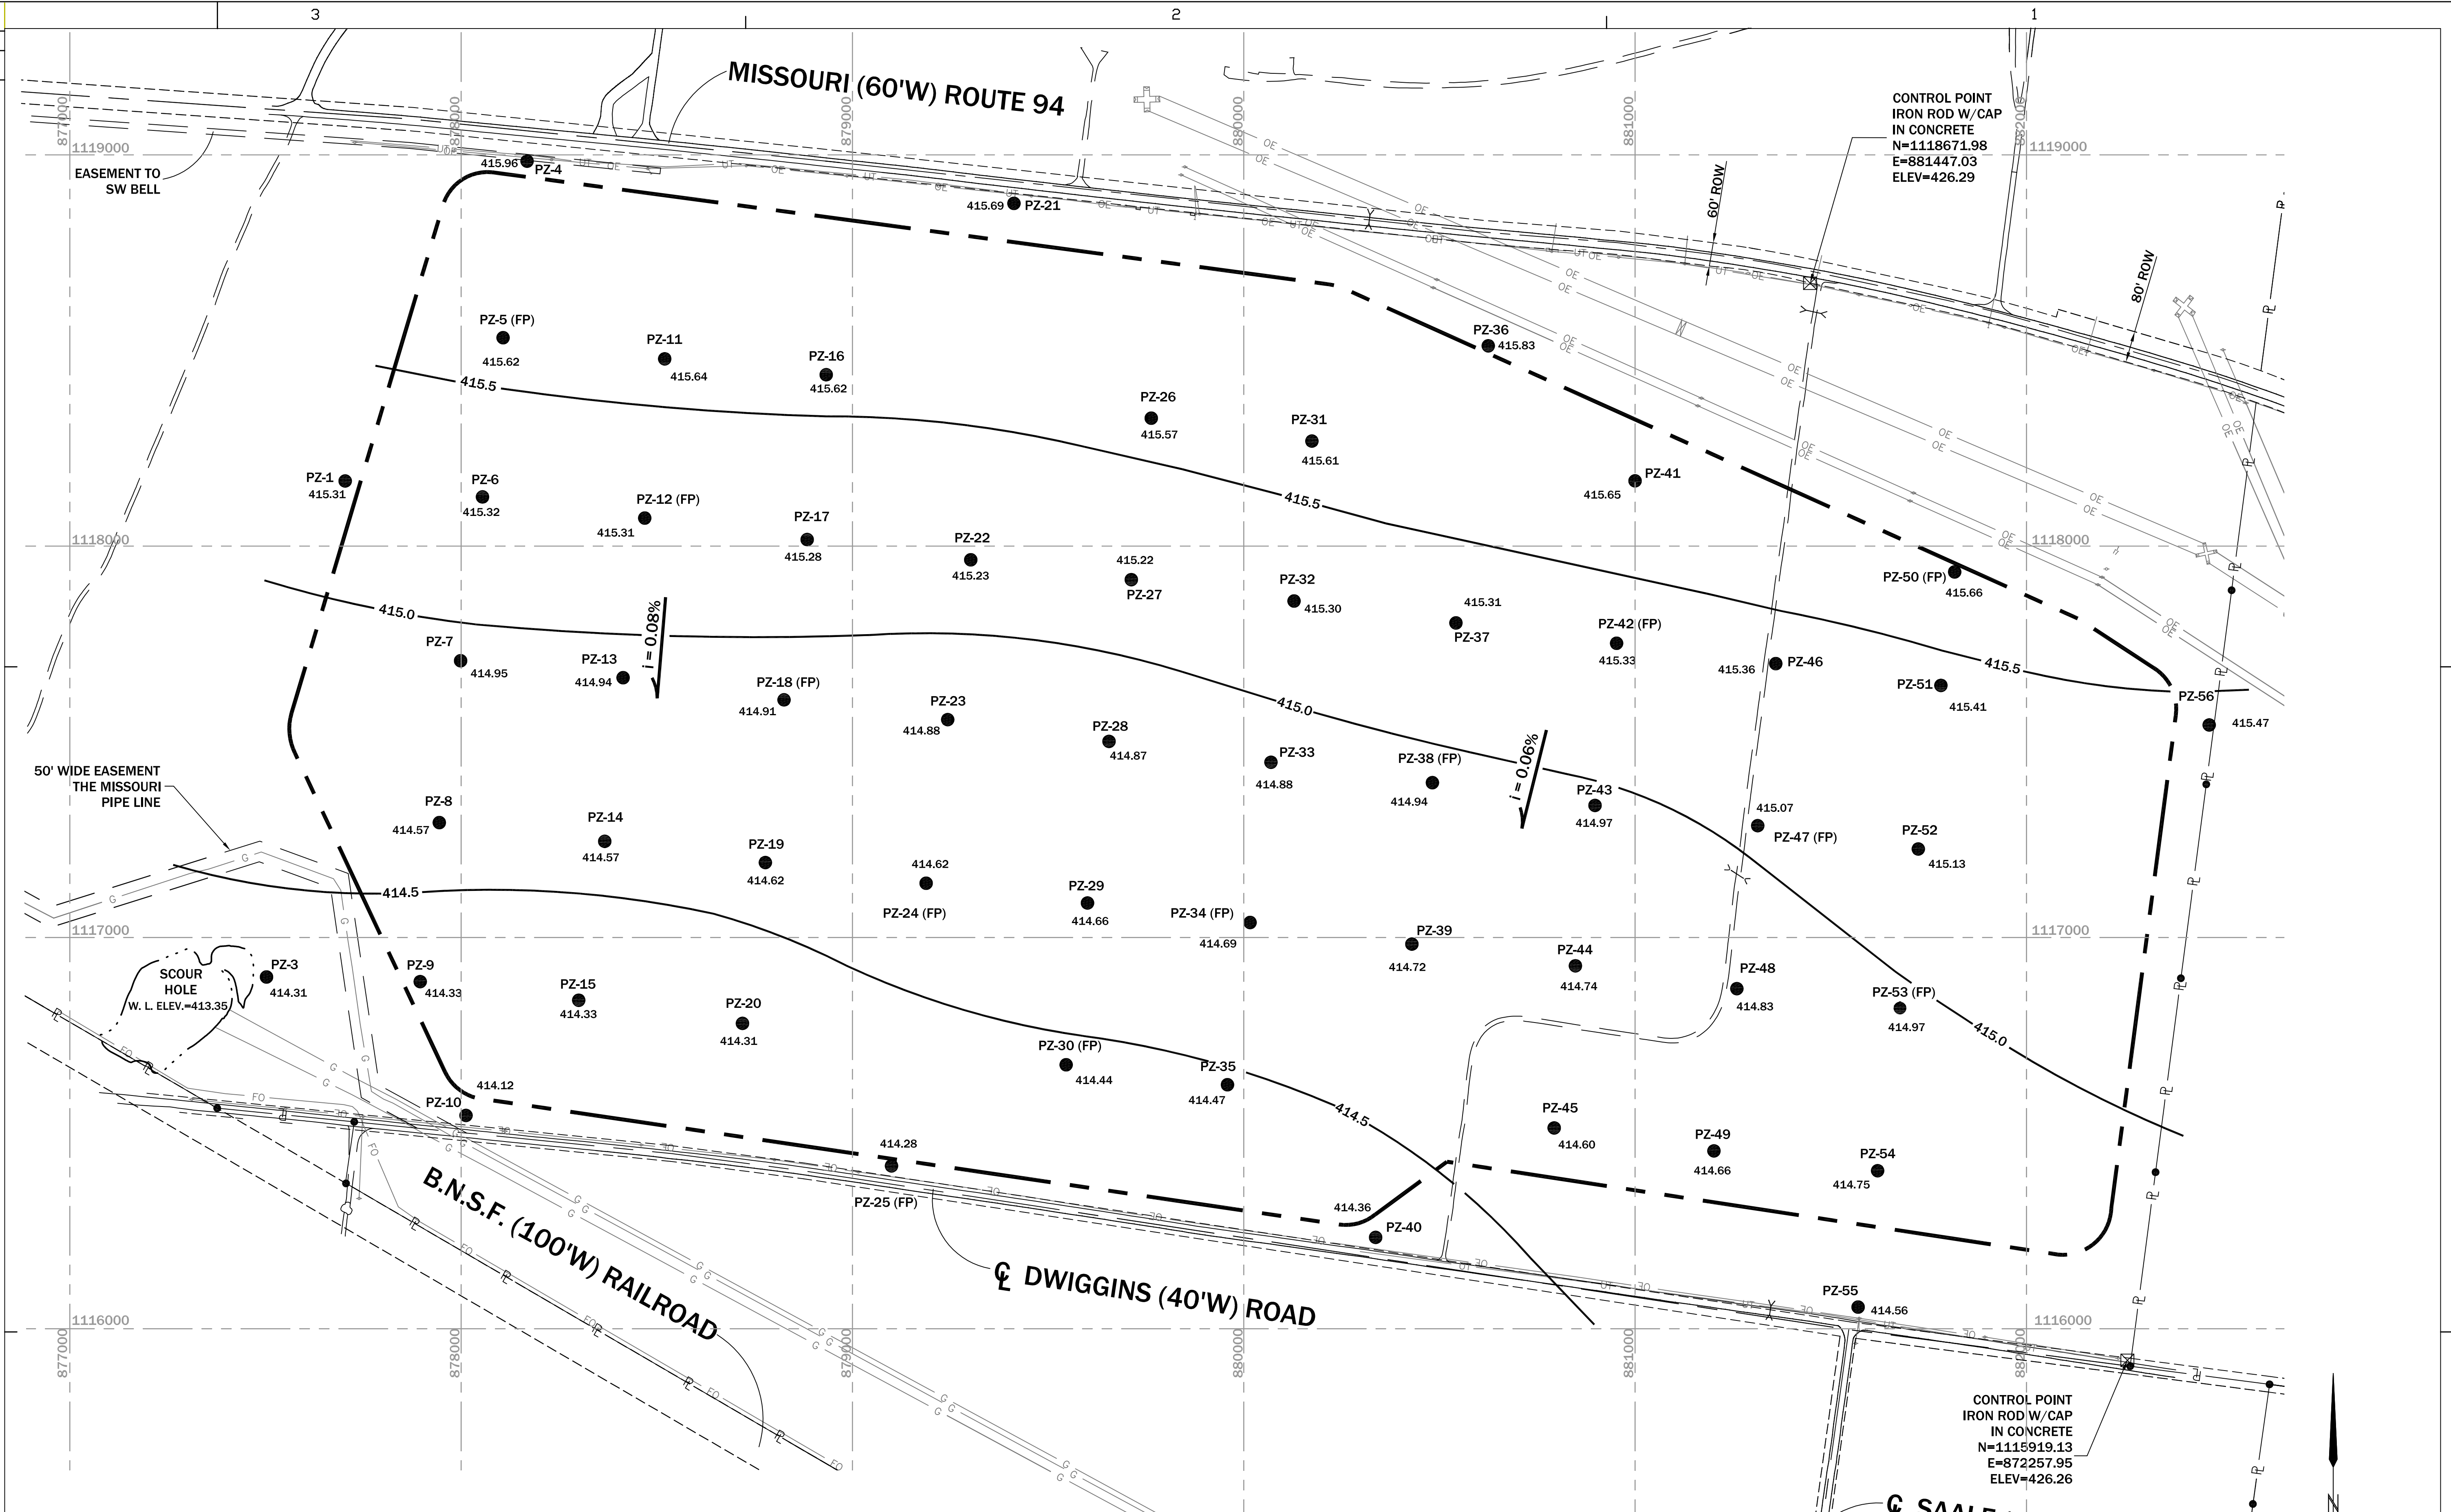 3
2
1
MISSOURI (60'W) ROUTE 94
877000
878000
879000
880000
881000
882000
CONTROL POINT
IRON ROD W/CAP
IN CONCRETE
N=1118671.98
E=881447.03
ELEV=426.29
1119000
1119000
EASEMENT TO
SW BELL
415.96
PZ-4
415.69
PZ-21
60' ROW
80' ROW
PZ-5 (FP)
415.62
PZ-11
415.64
PZ-16
415.62
PZ-36
415.83
415.5
PZ-26
415.57
PZ-31
415.61
PZ-1
415.31
PZ-6
415.32
PZ-12 (FP)
415.31
PZ-17
415.28
415.5
PZ-41
415.65
1118000
1118000
PZ-22
415.23
415.22
PZ-27
PZ-32
415.30
415.31
PZ-37
PZ-42 (FP)
415.33
PZ-50 (FP)
415.66
415.0
i = 0.08%
PZ-7
414.95
PZ-13
414.94
PZ-18 (FP)
414.91
PZ-23
414.88
PZ-28
414.87
415.0
PZ-33
414.88
PZ-38 (FP)
414.94
i = 0.06%
PZ-43
414.97
415.36
PZ-46
PZ-51
415.41
415.5
PZ-56
415.47
50' WIDE EASEMENT
THE MISSOURI
PIPE LINE
PZ-8
414.57
PZ-14
414.57
PZ-19
414.62
414.62
PZ-24 (FP)
PZ-29
414.66
PZ-34 (FP)
414.69
PZ-39
414.72
PZ-44
414.74
415.07
PZ-47 (FP)
PZ-52
415.13
414.5
1117000
1117000
SCOUR
HOLE
W. L. ELEV.=413.35
PZ-3
414.31
PZ-9
414.33
PZ-15
414.33
PZ-20
414.31
PZ-30 (FP)
414.44
PZ-35
414.47
PZ-48
414.83
PZ-53 (FP)
414.97
415.0
414.12
PZ-10
414.28
PZ-25 (FP)
414.5
414.36
PZ-40
PZ-45
414.60
PZ-49
414.66
PZ-54
414.75
B.N.S.F. (100'W) RAILROAD
℄ DWIGGINS (40'W) ROAD
PZ-55
414.56
1116000
1116000
877000
878000
879000
880000
881000
882000
CONTROL POINT
IRON ROD W/CAP
IN CONCRETE
N=1115919.13
E=872257.95
ELEV=426.26